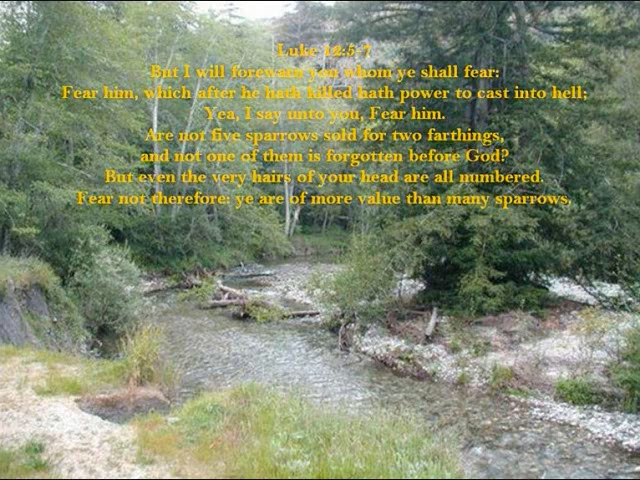 Luke 12:5-7
But I will forewarn you whom ye shall fear:
Fear him, which after he hath killed hath power to cast into hell;
Yea, I say unto you, Fear him.
Are not five sparrows sold for two farthings,
and not one of them is forgotten before God?
But even the very hairs of your head are all numbered.
Fear not therefore: ye are of more value than many sparrows.